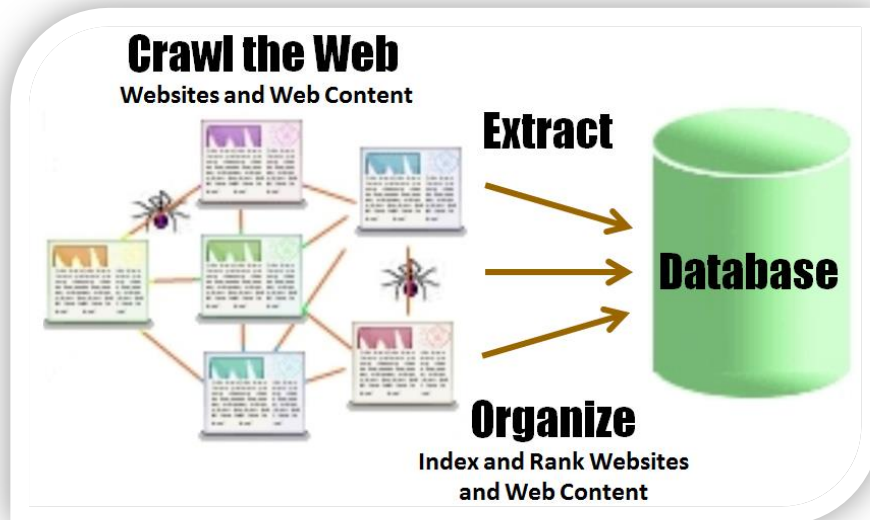 Crawl the Web
Websites and Web Content
Extract
Database
Organize
Index and Rank Websites
and Web Content